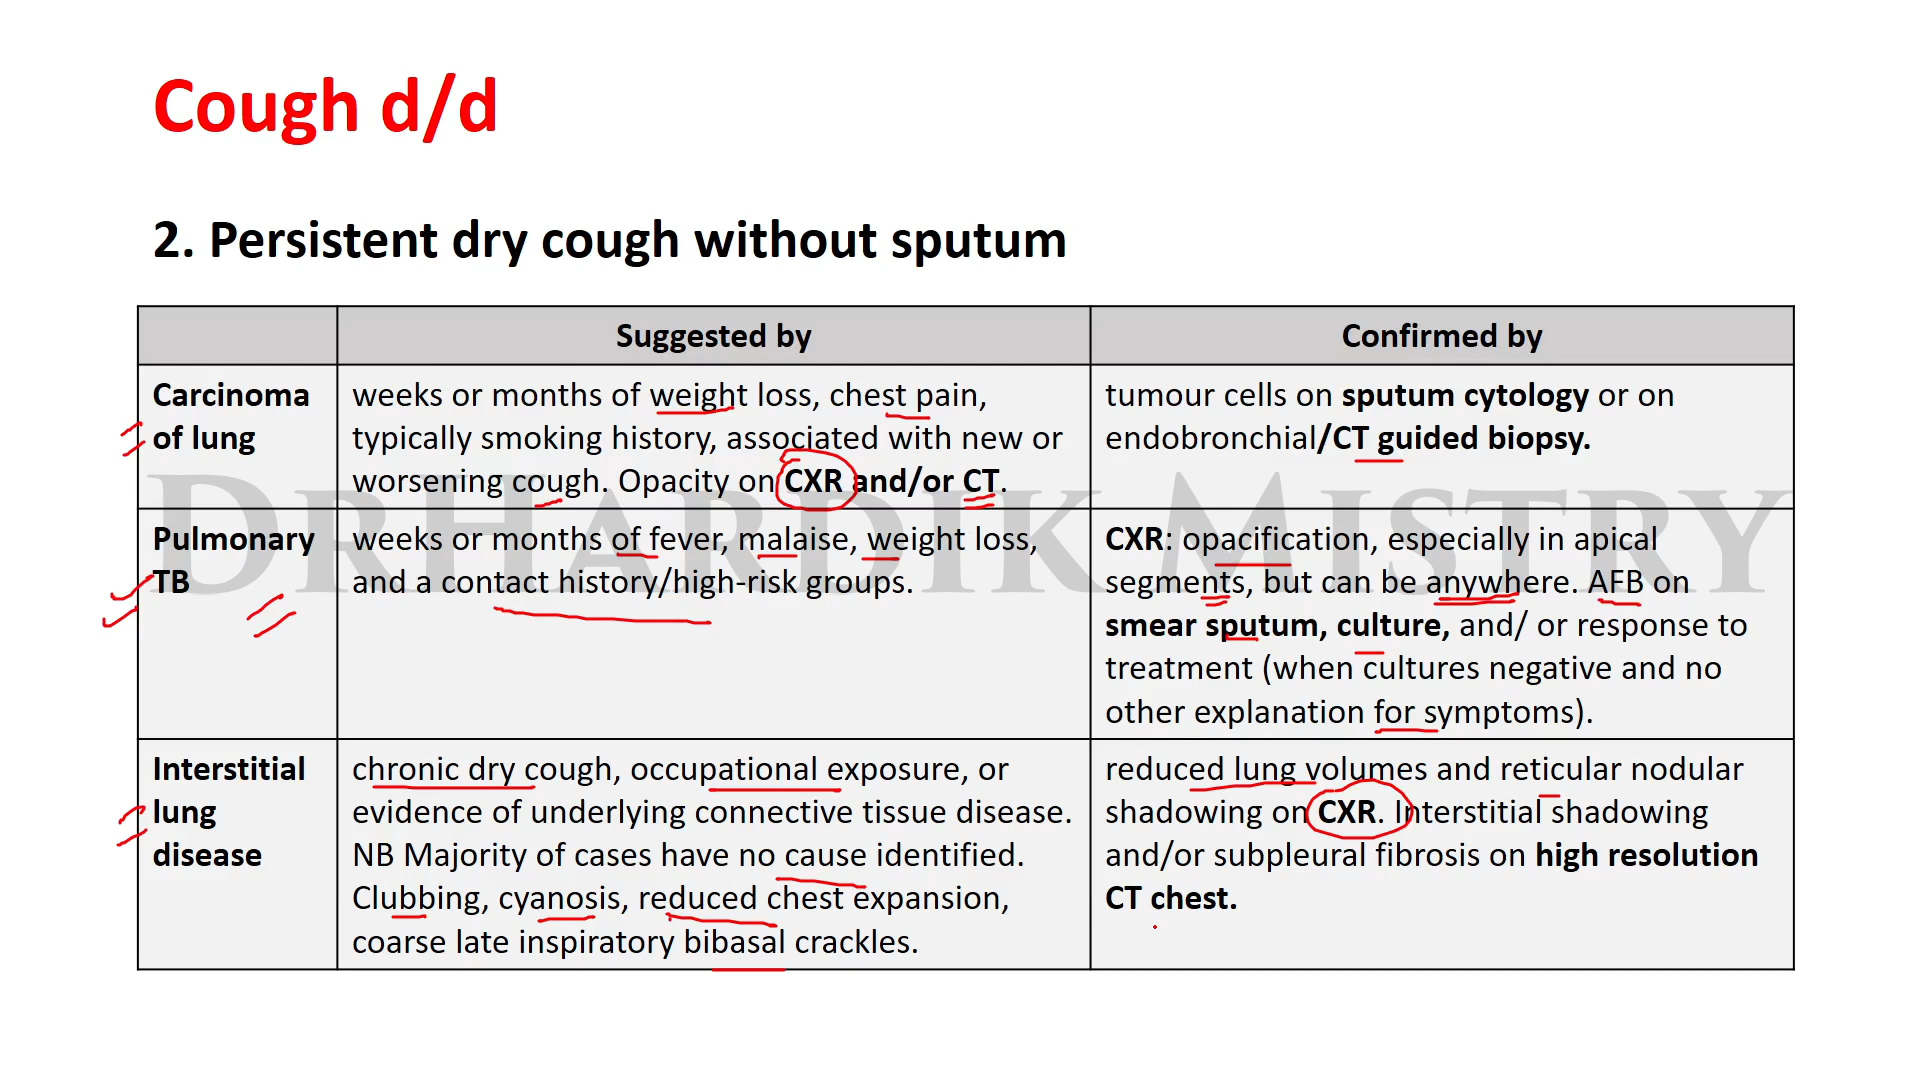 Cough d/d
2. Persistent dry cough without sputum
Suggested by
Confirmed by
Carcinoma
of lung
weeks or months of weight loss, chest pain,
typically smoking history, associated with new or
worsening cough. Opacity on CXR and/or CT.
tumour cells on sputum cytology or on
endobronchial/CT guided biopsy.
Pulmonary
TB
weeks or months of fever, malaise, weight loss,
and a contact history/high-risk groups.
CXR: opacification, especially in apical
segments, but can be anywhere. AFB on
smear sputum, culture, and/ or response to
treatment (when cultures negative and no
other explanation for symptoms).
Interstitial
lung
disease
chronic dry cough, occupational exposure, or
evidence of underlying connective tissue disease.
NB Majority of cases have no cause identified.
Clubbing, cyanosis, reduced chest expansion,
coarse late inspiratory bibasal crackles.
reduced lung volumes and reticular nodular
shadowing on CXR. Interstitial shadowing
and/or subpleural fibrosis on high resolution
CT chest.
DRHARDIK MISTRY